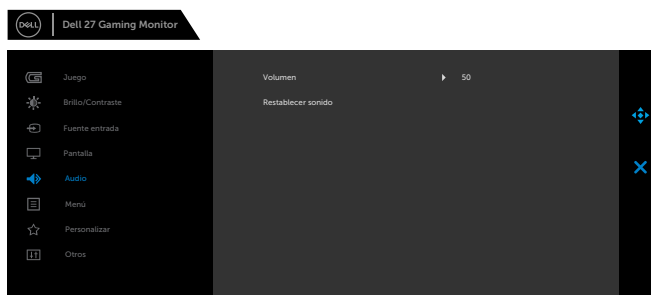 DELL
Dell 27 Gaming Monitor
Juego
Volumen 50
Brillo/Contraste
Restablecer sonido
Fuente entrada
Pantalla
Audio
Menú
Personalizar
Otros